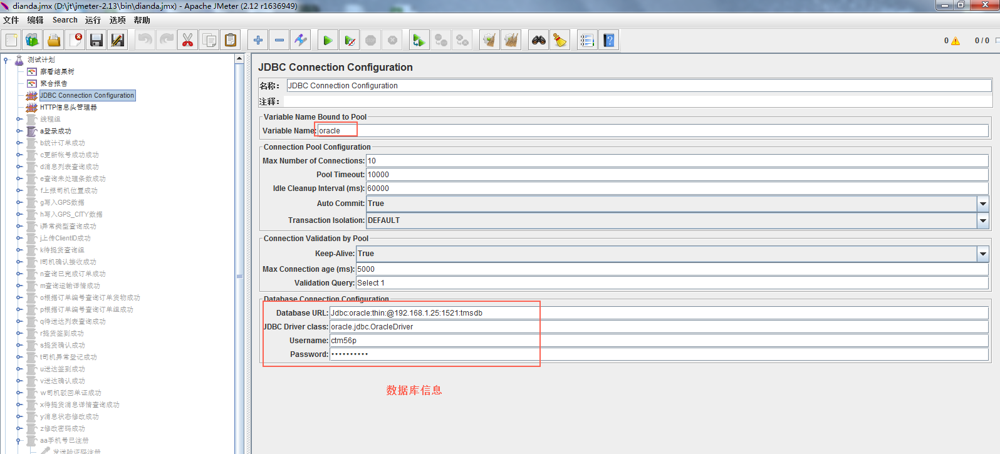 dianda.jmx (D:\jt\jmeter-2.13\bin\dianda.jmx) - Apache JMeter (2.12 r1636949)
文件 编辑 Search 运行 选项 帮助
0 0 / 0
测试计划
察看结果树
聚合报告
JDBC Connection Configuration
HTTP信息头管理器
线程组
a登录成功
b统计订单成功
c更新帐号成功成功
d消息列表查询成功
e查询未处理条数成功
f上报司机位置成功
g写入GPS数据
h写入GPS_CITY数据
i异常类型查询成功
j上传ClientID成功
k待提货查询组
l司机确认接收成功
n查询已完成订单成功
m查询运输详情成功
o根据订单编号查询订单货物成功
p根据订单编号查询订单组成功
q待送达列表查询成功
r提货签到成功
s提货确认成功
t司机异常登记成功
u送达签到成功
v送达确认成功
w司机驳回单证成功
x待提货消息详情查询成功
y消息状态修改成功
z修改密码成功
aa手机号已注册
发送验证码注册
JDBC Connection Configuration
名称： JDBC Connection Configuration
注释：
Variable Name Bound to Pool
Variable Name: oracle
Connection Pool Configuration
Max Number of Connections: 10
Pool Timeout: 10000
Idle Cleanup Interval (ms): 60000
Auto Commit: True
Transaction Isolation: DEFAULT
Connection Validation by Pool
Keep-Alive: True
Max Connection age (ms): 5000
Validation Query: Select 1
Database Connection Configuration
Database URL: Jdbc:oracle:thin:@192.168.1.25:1521:tmsdb
JDBC Driver class: oracle.jdbc.OracleDriver
Username: ctm56p
Password: ••••••••••
数据库信息